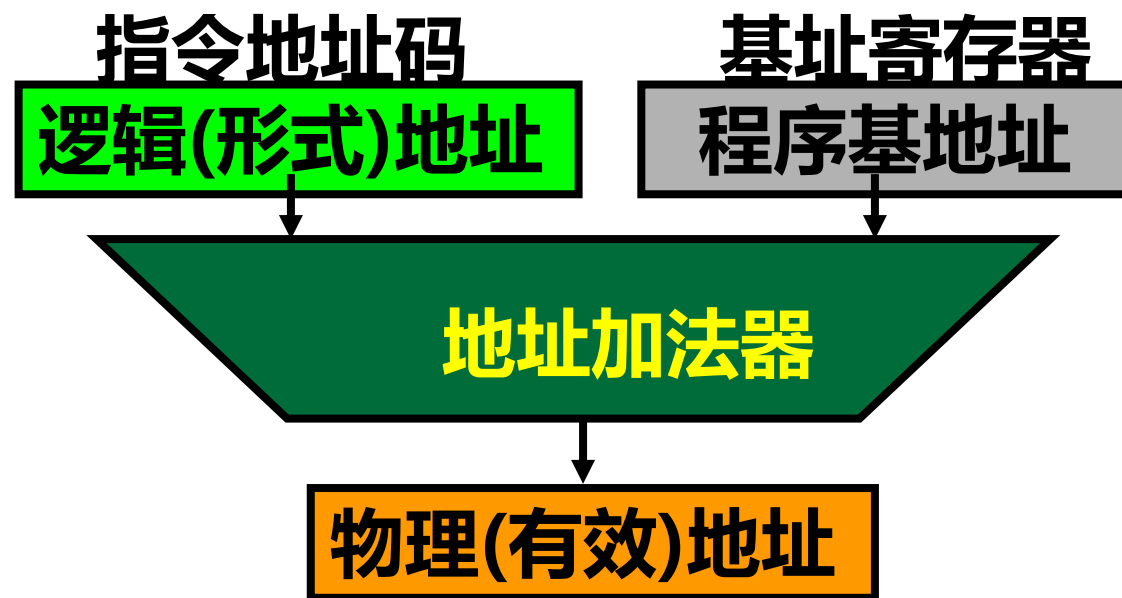 指令地址码
基址寄存器
逻辑(形式)地址
程序基地址
地址加法器
物理(有效)地址